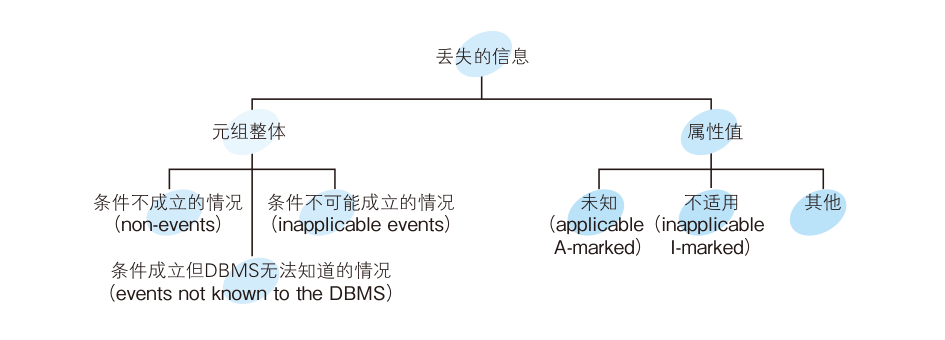 丢失的信息
元组整体
属性值
条件不成立的情况
（non-events）
条件不可能成立的情况
（inapplicable events）
条件成立但DBMS无法知道的情况
（events not known to the DBMS）
未知
（applicable
A-marked）
不适用
（inapplicable
I-marked）
其他